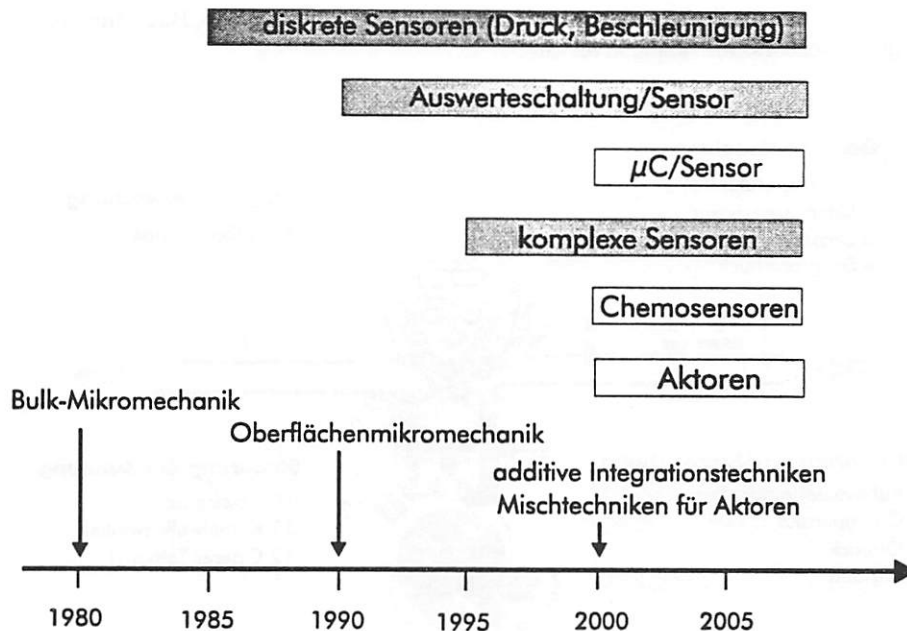 diskrete Sensoren (Druck, Beschleunigung)
Auswerteschaltung/Sensor
µC/Sensor
komplexe Sensoren
Chemosensoren
Aktoren
Bulk-Mikromechanik
Oberflächenmikromechanik
additive Integrationstechniken
Mischtechniken für Aktoren
1980 1985 1990 1995 2000 2005